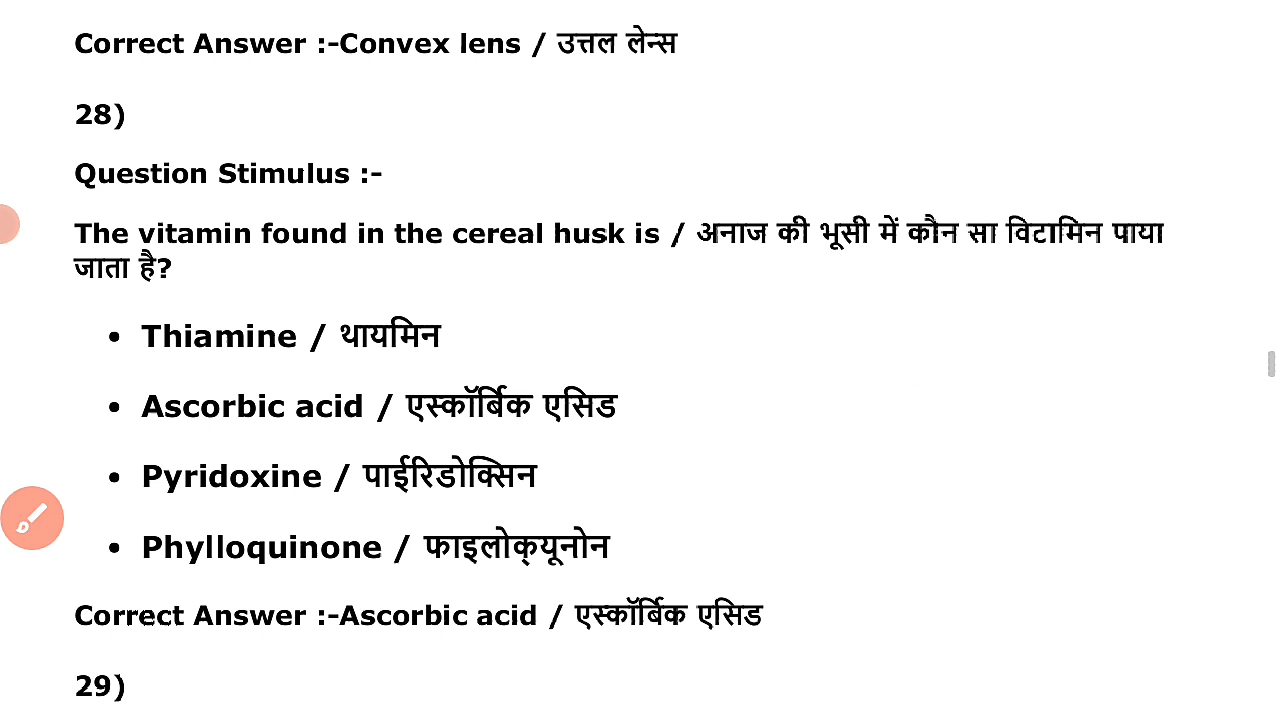 Correct Answer :-Convex lens / उत्तल लेन्स
28)
Question Stimulus :-
The vitamin found in the cereal husk is / अनाज की भूसी में कौन सा विटामिन पाया
जाता है?
• Thiamine / थायमिन
• Ascorbic acid / एस्कॉर्बिक एसिड
• Pyridoxine / पाईरिडोक्सिन
• Phylloquinone / फाइलोक्यूनोन
Correct Answer :-Ascorbic acid / एस्कॉर्बिक एसिड
29)